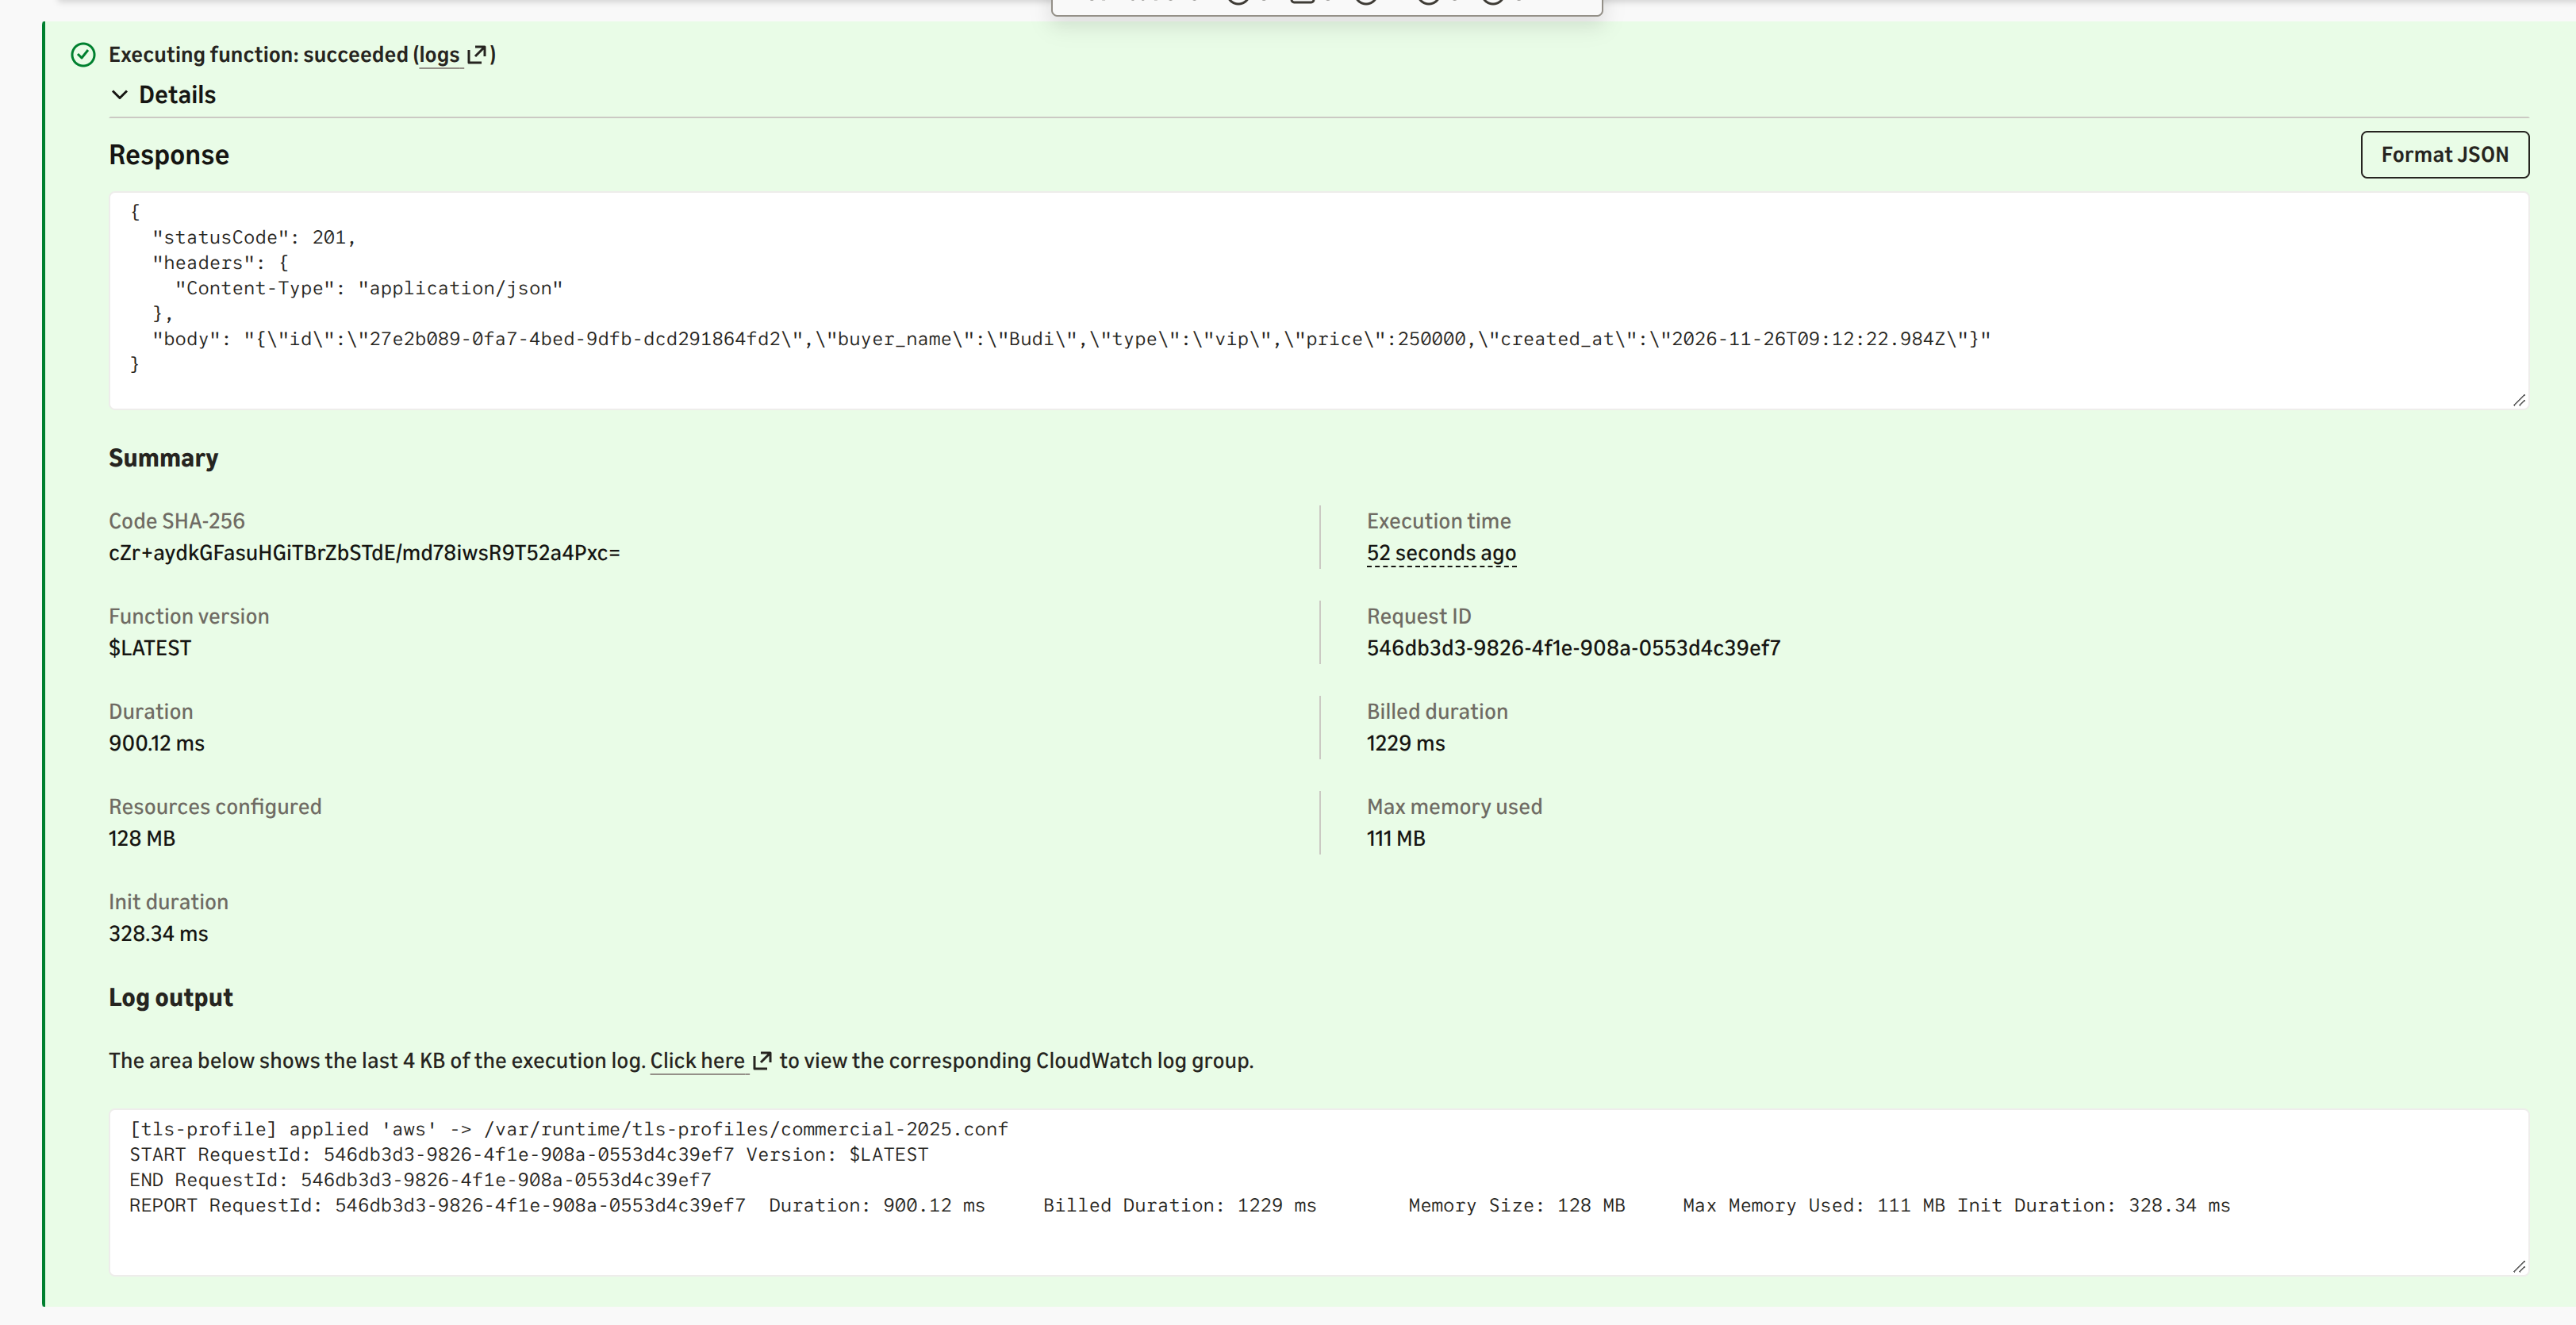 Executing function: succeeded (logs)
Details
Response
Format JSON
{
  "statusCode": 201,
  "headers": {
    "Content-Type": "application/json"
  },
  "body": "{\"id\":\"27e2b089-0fa7-4bed-9dfb-dcd291864fd2\",\"buyer_name\":\"Budi\",\"type\":\"vip\",\"price\":250000,\"created_at\":\"2026-11-26T09:12:22.984Z\"}"
}
Summary
Code SHA-256
cZr+aydkGFasuHGiTBrZbSTdE/md78iwsR9T52a4Pxc=
Execution time
52 seconds ago
Function version
$LATEST
Request ID
546db3d3-9826-4f1e-908a-0553d4c39ef7
Duration
900.12 ms
Billed duration
1229 ms
Resources configured
128 MB
Max memory used
111 MB
Init duration
328.34 ms
Log output
The area below shows the last 4 KB of the execution log. Click here to view the corresponding CloudWatch log group.
[tls-profile] applied 'aws' -> /var/runtime/tls-profiles/commercial-2025.conf
START RequestId: 546db3d3-9826-4f1e-908a-0553d4c39ef7 Version: $LATEST
END RequestId: 546db3d3-9826-4f1e-908a-0553d4c39ef7
REPORT RequestId: 546db3d3-9826-4f1e-908a-0553d4c39ef7  Duration: 900.12 ms     Billed Duration: 1229 ms        Memory Size: 128 MB     Max Memory Used: 111 MB Init Duration: 328.34 ms